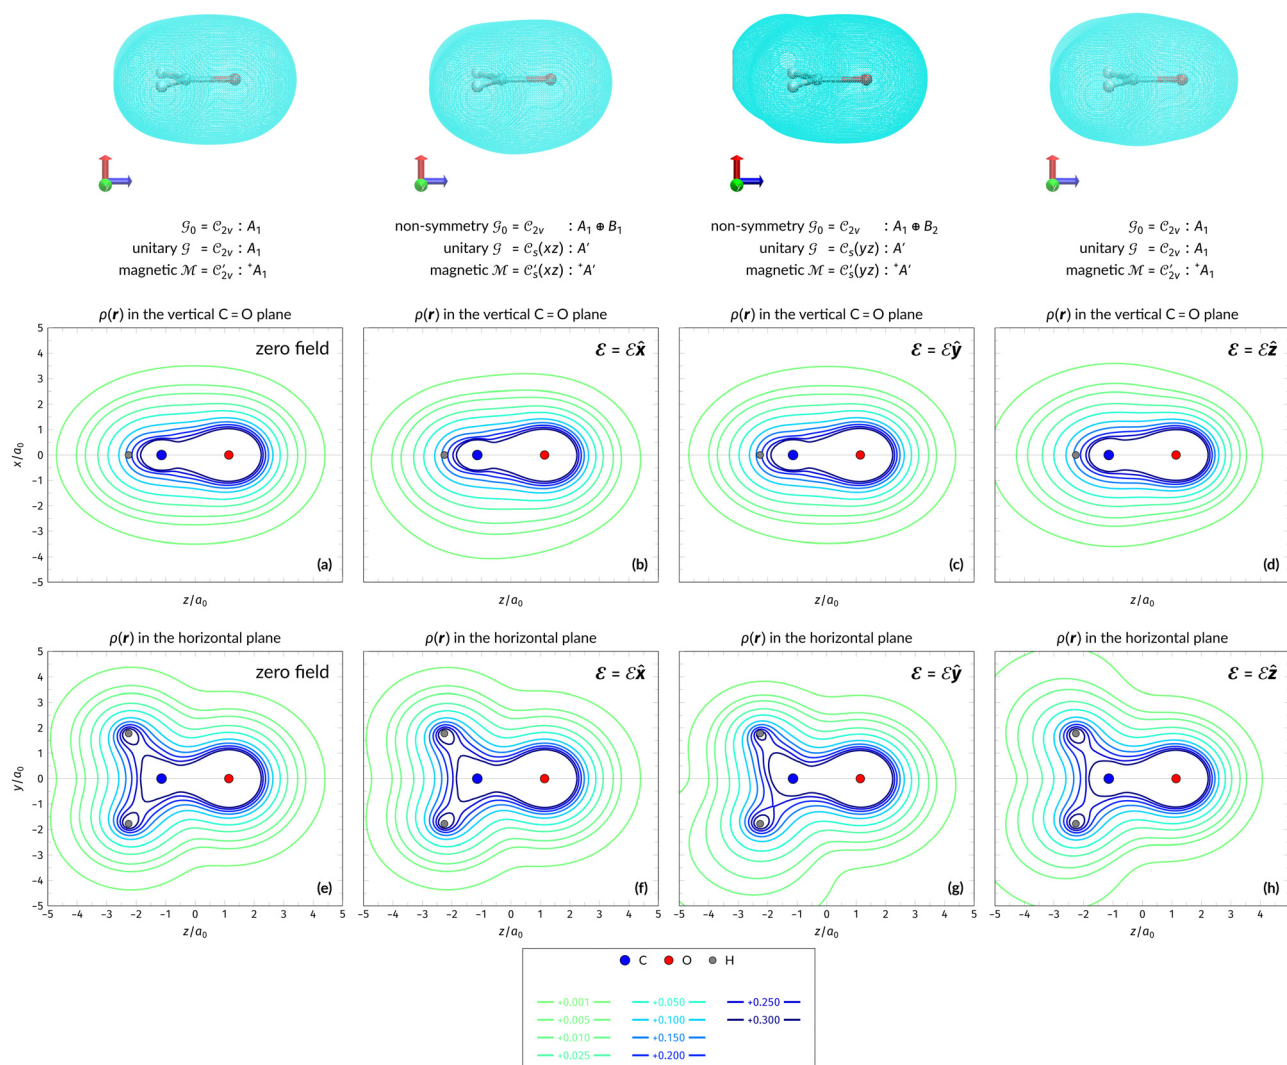 𝒢₀ = 𝒞₂ᵥ : A₁
unitary 𝒢 = 𝒞₂ᵥ : A₁
magnetic ℳ = 𝒞′₂ᵥ : ⁺A₁
non-symmetry 𝒢₀ = 𝒞₂ᵥ : A₁ ⊕ B₁
unitary 𝒢 = 𝒞ₛ(xz) : A′
magnetic ℳ = 𝒞′ₛ(xz) : ⁺A′
non-symmetry 𝒢₀ = 𝒞₂ᵥ : A₁ ⊕ B₂
unitary 𝒢 = 𝒞ₛ(yz) : A′
magnetic ℳ = 𝒞′ₛ(yz) : ⁺A′
𝒢₀ = 𝒞₂ᵥ : A₁
unitary 𝒢 = 𝒞₂ᵥ : A₁
magnetic ℳ = 𝒞′₂ᵥ : ⁺A₁
ρ(r) in the vertical C = O plane
zero field
5
4
3
2
1
0
−1
−2
−3
−4
−5
x/a₀
(a)
z/a₀
ρ(r) in the vertical C = O plane
ℰ = ℰx̂
(b)
z/a₀
ρ(r) in the vertical C = O plane
ℰ = ℰŷ
(c)
z/a₀
ρ(r) in the vertical C = O plane
ℰ = ℰẑ
(d)
z/a₀
ρ(r) in the horizontal plane
zero field
5
4
3
2
1
0
−1
−2
−3
−4
−5
y/a₀
(e)
−5 −4 −3 −2 −1 0 1 2 3 4 5
z/a₀
ρ(r) in the horizontal plane
ℰ = ℰx̂
(f)
−5 −4 −3 −2 −1 0 1 2 3 4 5
z/a₀
ρ(r) in the horizontal plane
ℰ = ℰŷ
(g)
−5 −4 −3 −2 −1 0 1 2 3 4 5
z/a₀
ρ(r) in the horizontal plane
ℰ = ℰẑ
(h)
−5 −4 −3 −2 −1 0 1 2 3 4
z/a₀
C O H
+0.001 +0.050 +0.250
+0.005 +0.100 +0.300
+0.010 +0.150
+0.025 +0.200